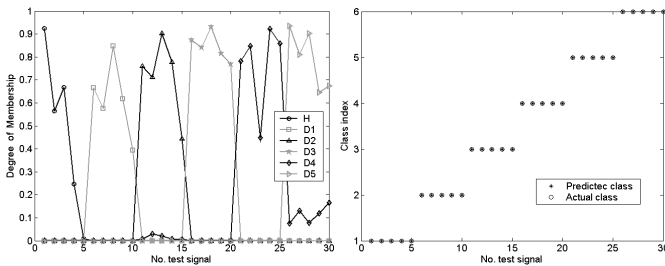 1
0.9
0.8
0.7
0.6
0.5
0.4
0.3
0.2
0.1
0
0 5 10 15 20 25 30
Degree of Membership
No. test signal
H
D1
D2
D3
D4
D5
6
5
4
3
2
1
0 5 10 15 20 25 30
Class index
No. test signal
Predictec class
Actual class